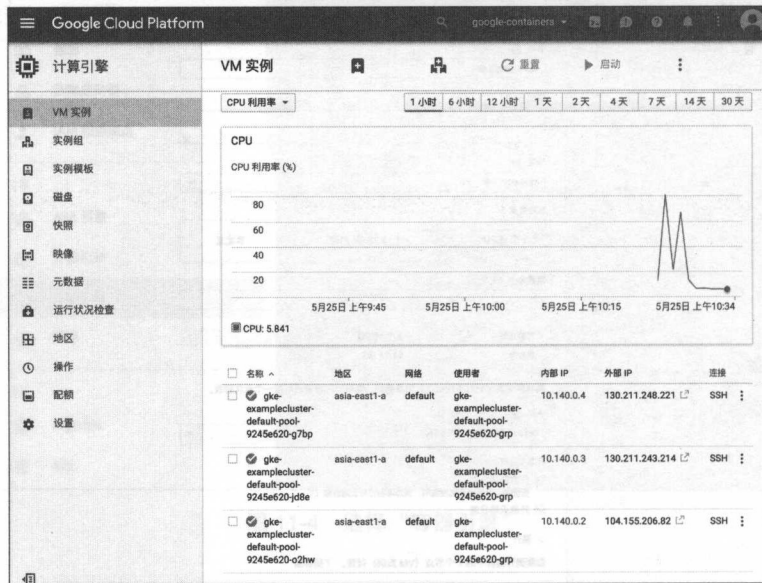 Google Cloud Platform
google-containers
计算引擎
VM 实例
重置
启动
VM 实例
实例组
实例模板
磁盘
快照
映像
元数据
运行状况检查
地区
操作
配额
设置
CPU 利用率
1 小时 6 小时 12 小时 1 天 2 天 4 天 7 天 14 天 30 天
CPU
CPU 利用率 (%)
80
60
40
20
5月25日 上午9:45 5月25日 上午10:00 5月25日 上午10:15 5月25日 上午10:34
CPU: 5.841
名称 地区 网络 使用者 内部 IP 外部 IP 连接
gke- asia-east1-a default gke- 10.140.0.4 130.211.248.221 SSH
examplecluster- examplecluster-
default-pool- default-pool-
9245e620-g7bp 9245e620-grp
gke- asia-east1-a default gke- 10.140.0.3 130.211.243.214 SSH
examplecluster- examplecluster-
default-pool- default-pool-
9245e620-jd8e 9245e620-grp
gke- asia-east1-a default gke- 10.140.0.2 104.155.206.82 SSH
examplecluster- examplecluster-
default-pool- default-pool-
9245e620-o2hw 9245e620-grp